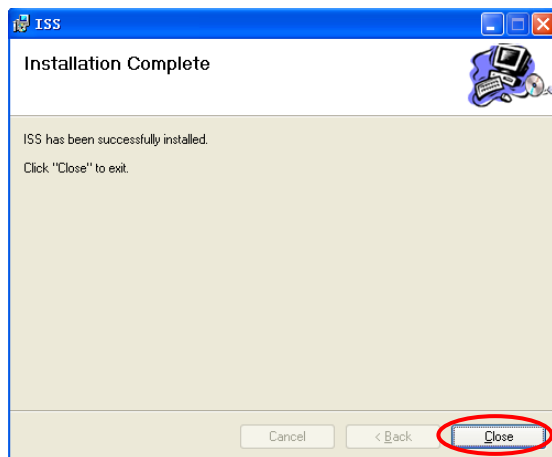 ISS
Installation Complete
ISS has been successfully installed.
Click "Close" to exit.
Cancel
< Back
Close